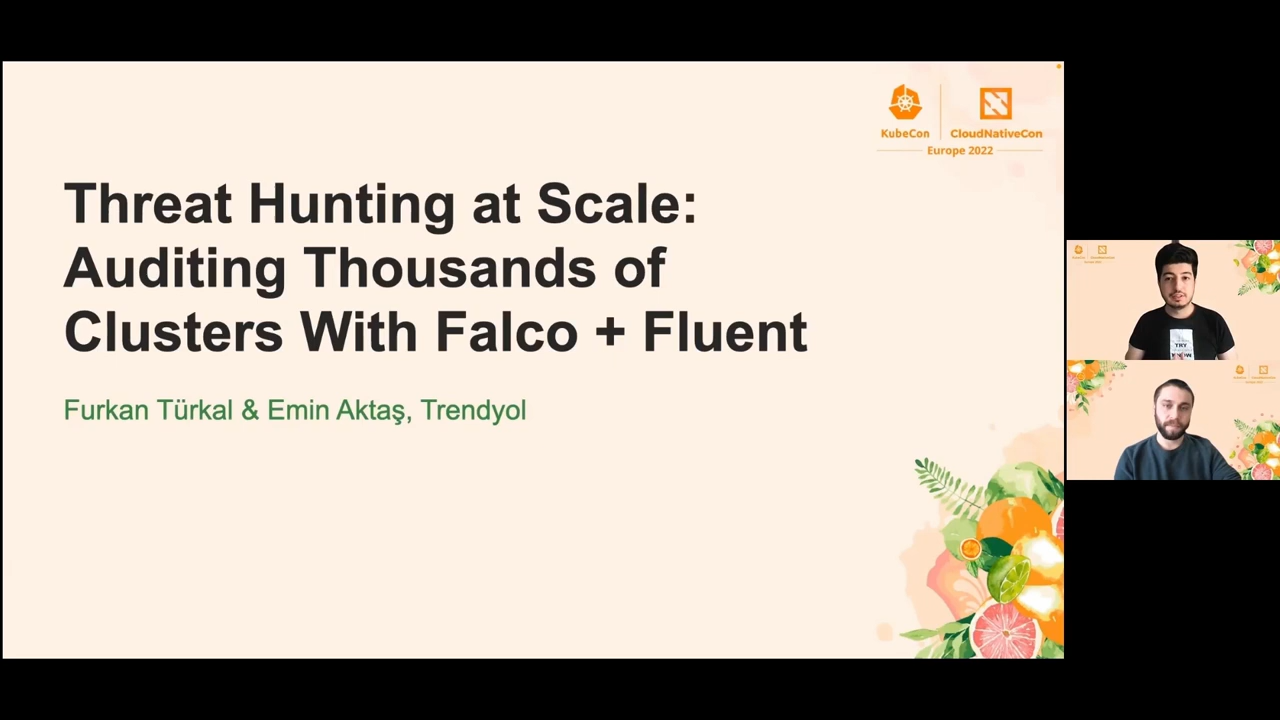 KubeCon
CloudNativeCon
Europe 2022
Threat Hunting at Scale:
Auditing Thousands of
Clusters With Falco + Fluent
Furkan Türkal & Emin Aktaş, Trendyol
TRY